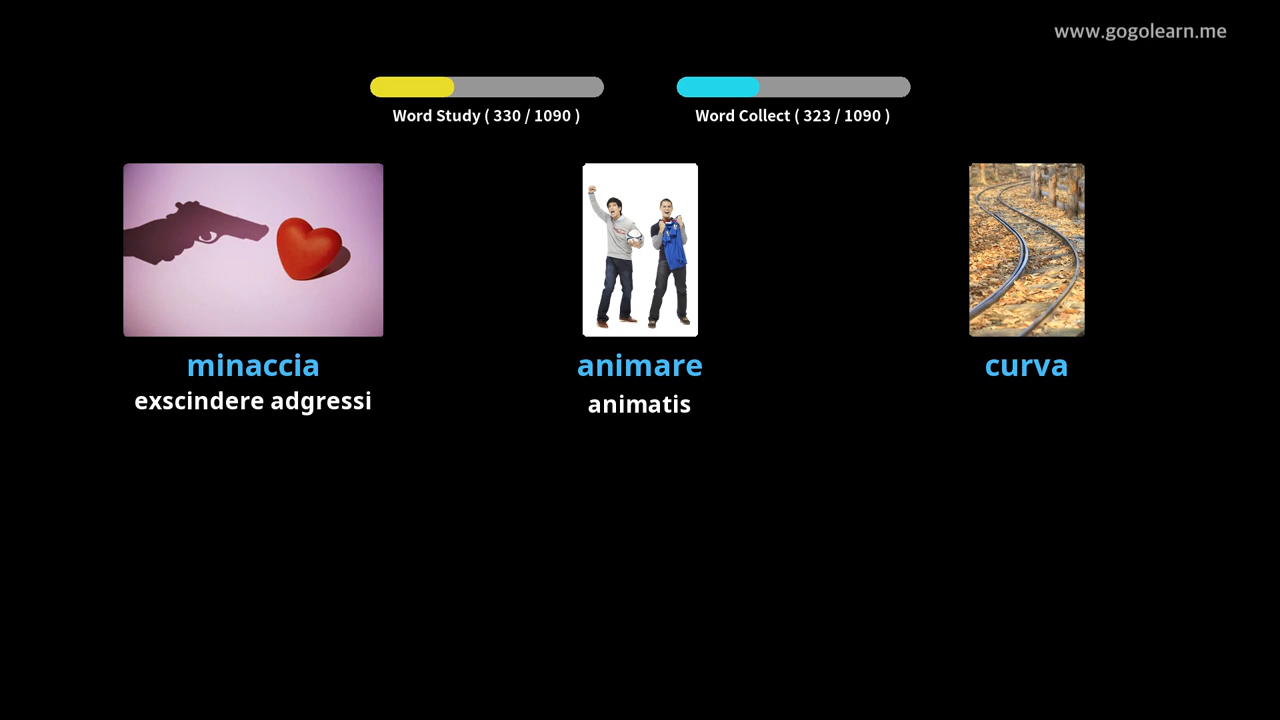 www.gogolearn.me
Word Study ( 330 / 1090 )
Word Collect ( 323 / 1090 )
minaccia
exscindere adgressi
animare
animatis
curva